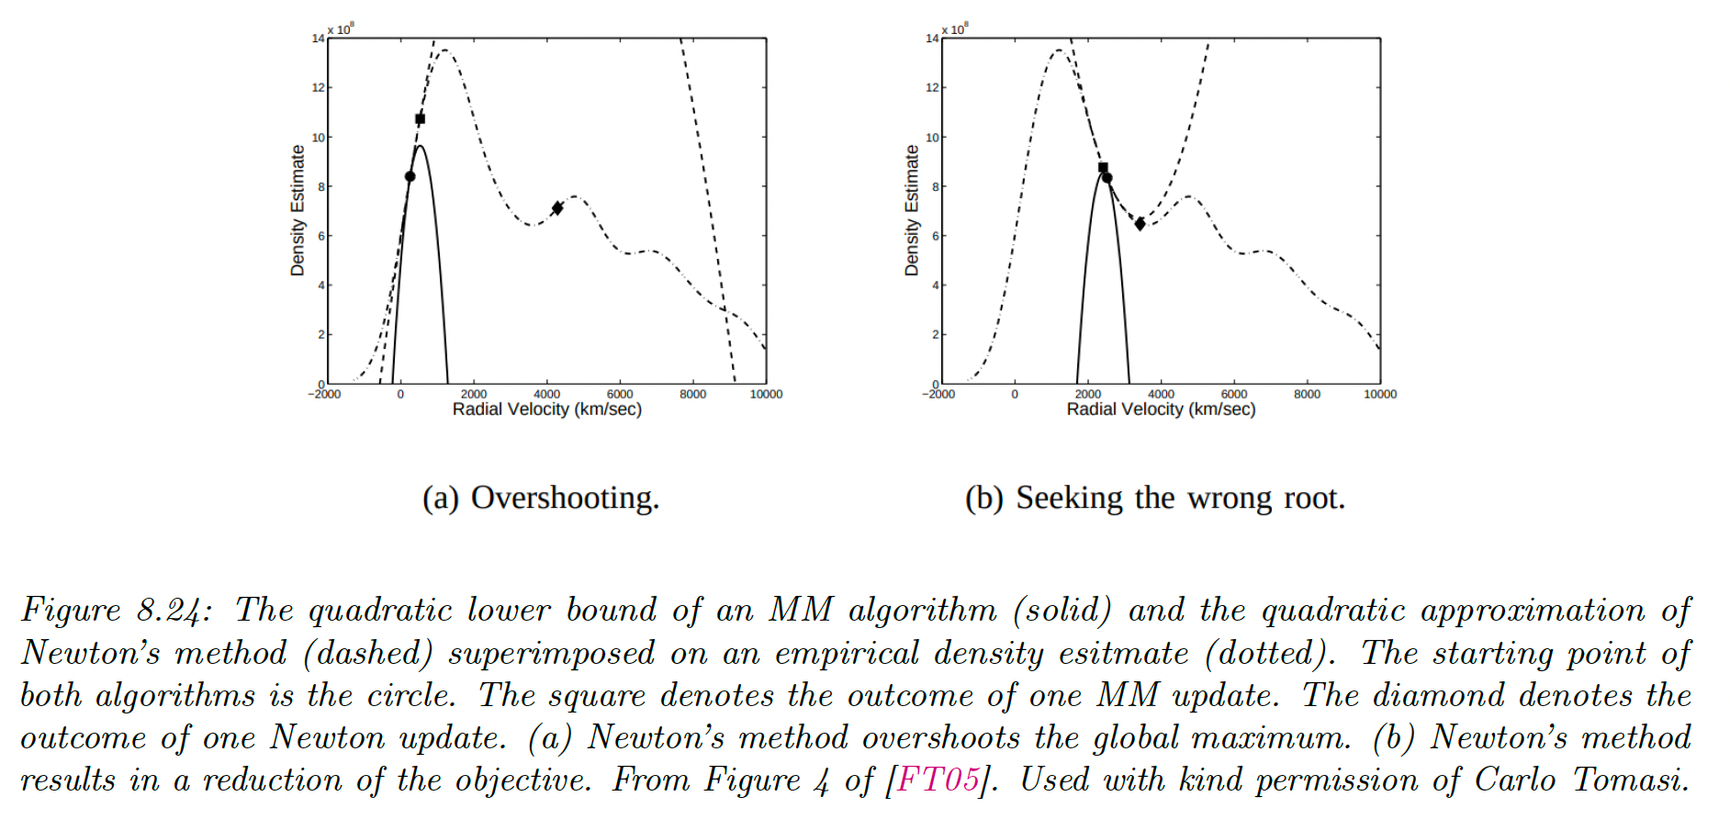 x 10⁸
14
12
10
8
6
4
2
0
Density Estimate
−2000 0 2000 4000 6000 8000 10000
Radial Velocity (km/sec)
x 10⁸
14
12
10
8
6
4
2
0
Density Estimate
−2000 0 2000 4000 6000 8000 10000
Radial Velocity (km/sec)
(a) Overshooting.
(b) Seeking the wrong root.
Figure 8.24: The quadratic lower bound of an MM algorithm (solid) and the quadratic approximation of
Newton's method (dashed) superimposed on an empirical density esitmate (dotted). The starting point of
both algorithms is the circle. The square denotes the outcome of one MM update. The diamond denotes the
outcome of one Newton update. (a) Newton's method overshoots the global maximum. (b) Newton's method
results in a reduction of the objective. From Figure 4 of [FT05]. Used with kind permission of Carlo Tomasi.